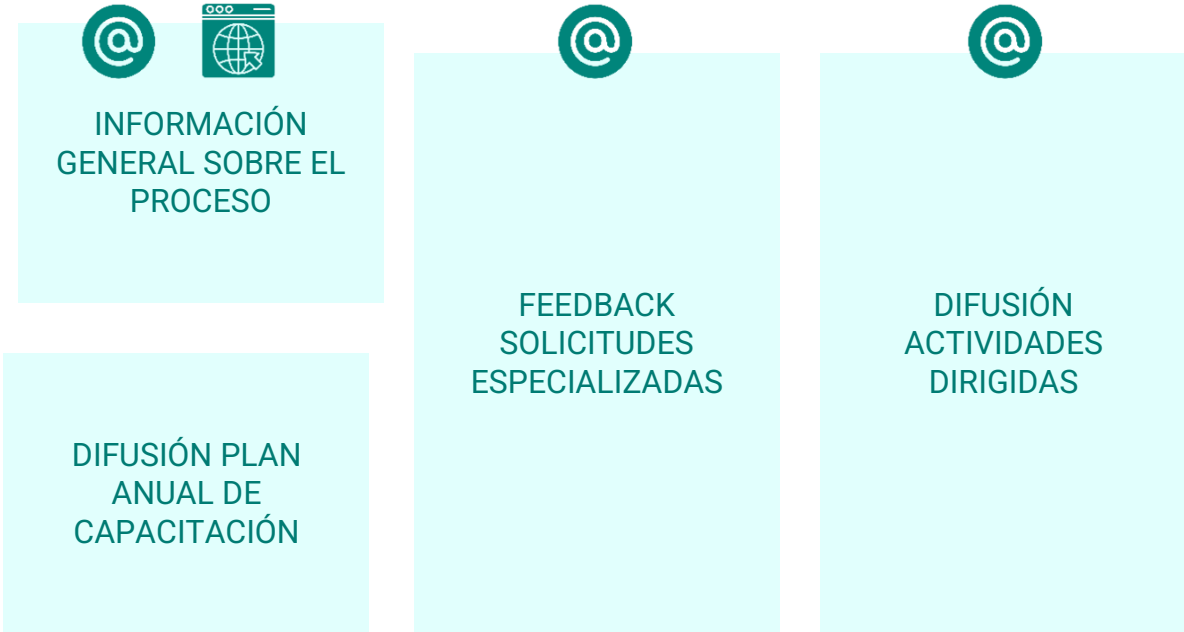 INFORMACIÓN
GENERAL SOBRE EL
PROCESO
DIFUSIÓN PLAN
ANUAL DE
CAPACITACIÓN
FEEDBACK
SOLICITUDES
ESPECIALIZADAS
DIFUSIÓN
ACTIVIDADES
DIRIGIDAS